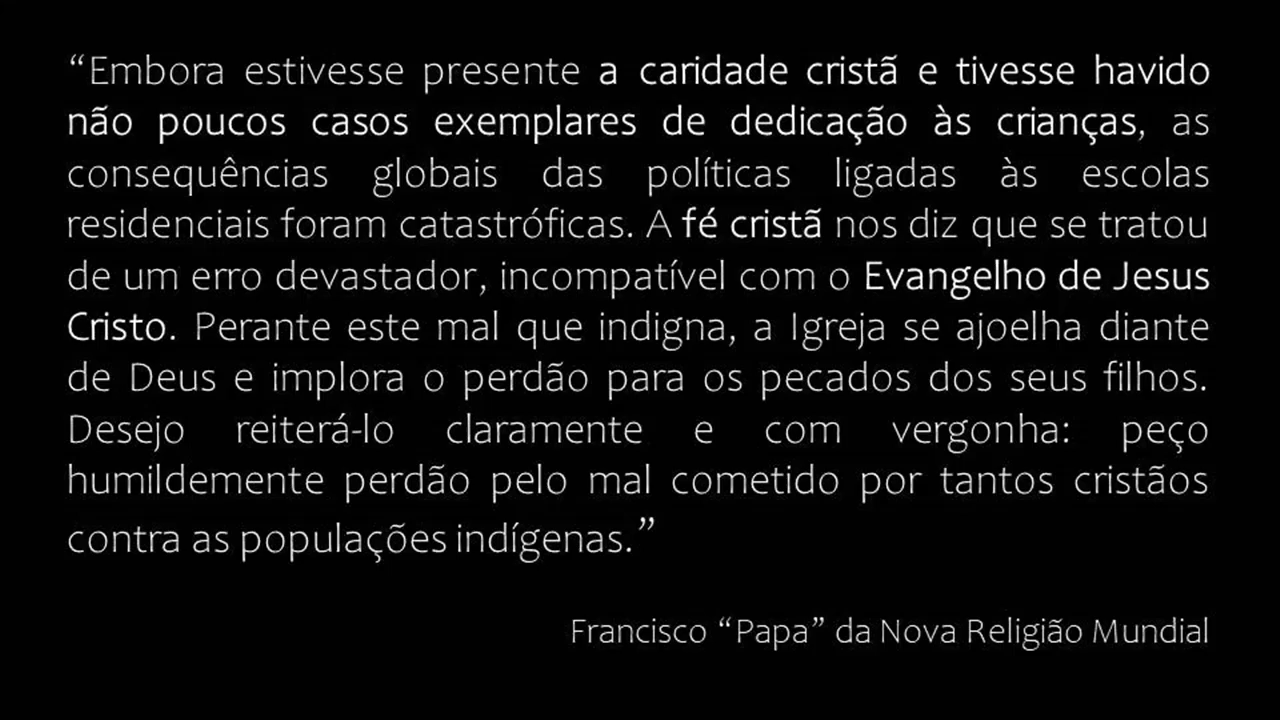 “Embora estivesse presente a caridade cristã e tivesse havido
não poucos casos exemplares de dedicação às crianças, as
consequências globais das políticas ligadas às escolas
residenciais foram catastróficas. A fé cristã nos diz que se tratou
de um erro devastador, incompatível com o Evangelho de Jesus
Cristo. Perante este mal que indigna, a Igreja se ajoelha diante
de Deus e implora o perdão para os pecados dos seus filhos.
Desejo reiterá-lo claramente e com vergonha: peço
humildemente perdão pelo mal cometido por tantos cristãos
contra as populações indígenas.”
Francisco “Papa” da Nova Religião Mundial